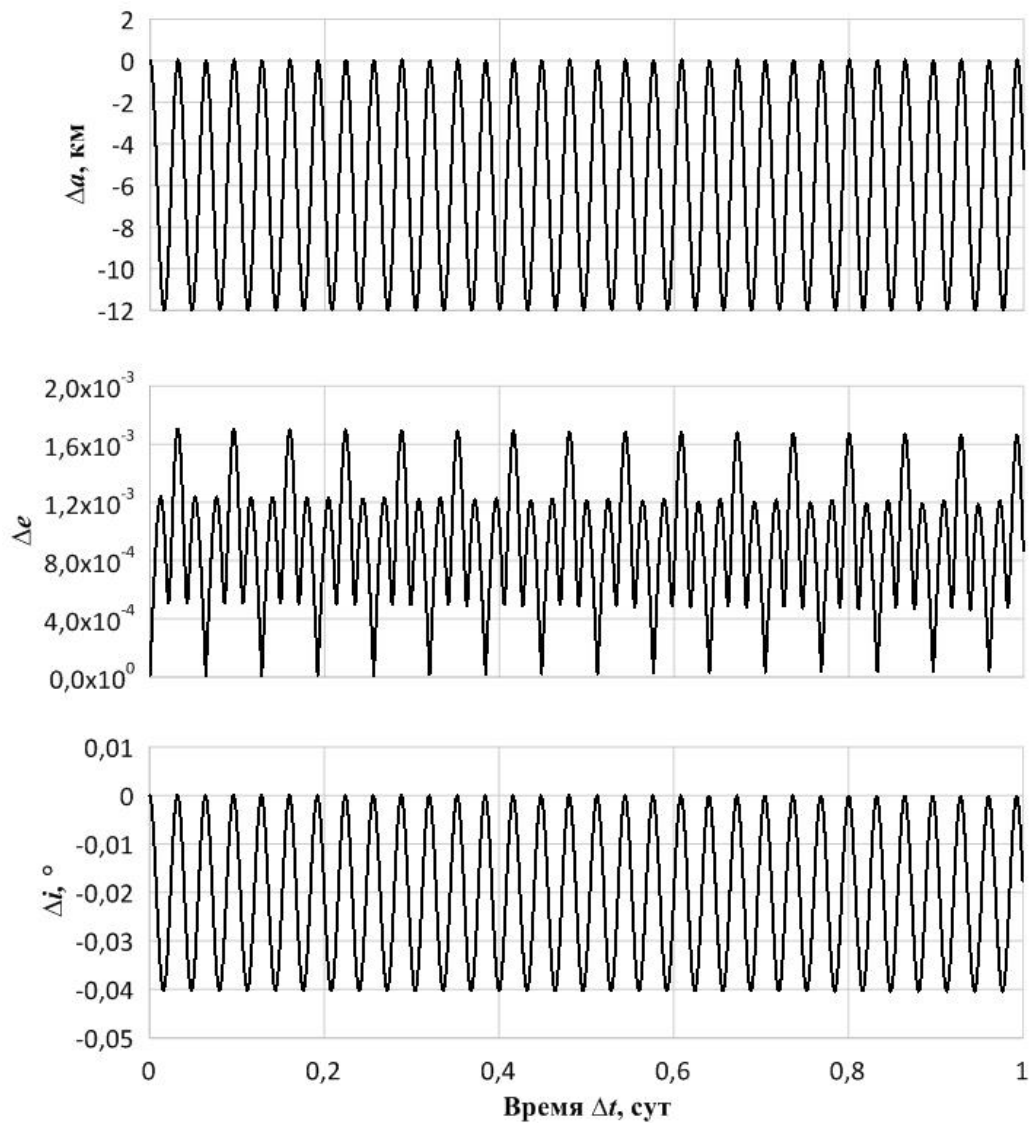 2
0
-2
-4
-6
-8
-10
-12
Δa, км
2,0x10⁻³
1,6x10⁻³
1,2x10⁻³
8,0x10⁻⁴
4,0x10⁻⁴
0,0x10⁰
Δe
0,01
0
-0,01
-0,02
-0,03
-0,04
-0,05
Δi, °
0 0,2 0,4 0,6 0,8 1
Время Δt, сут